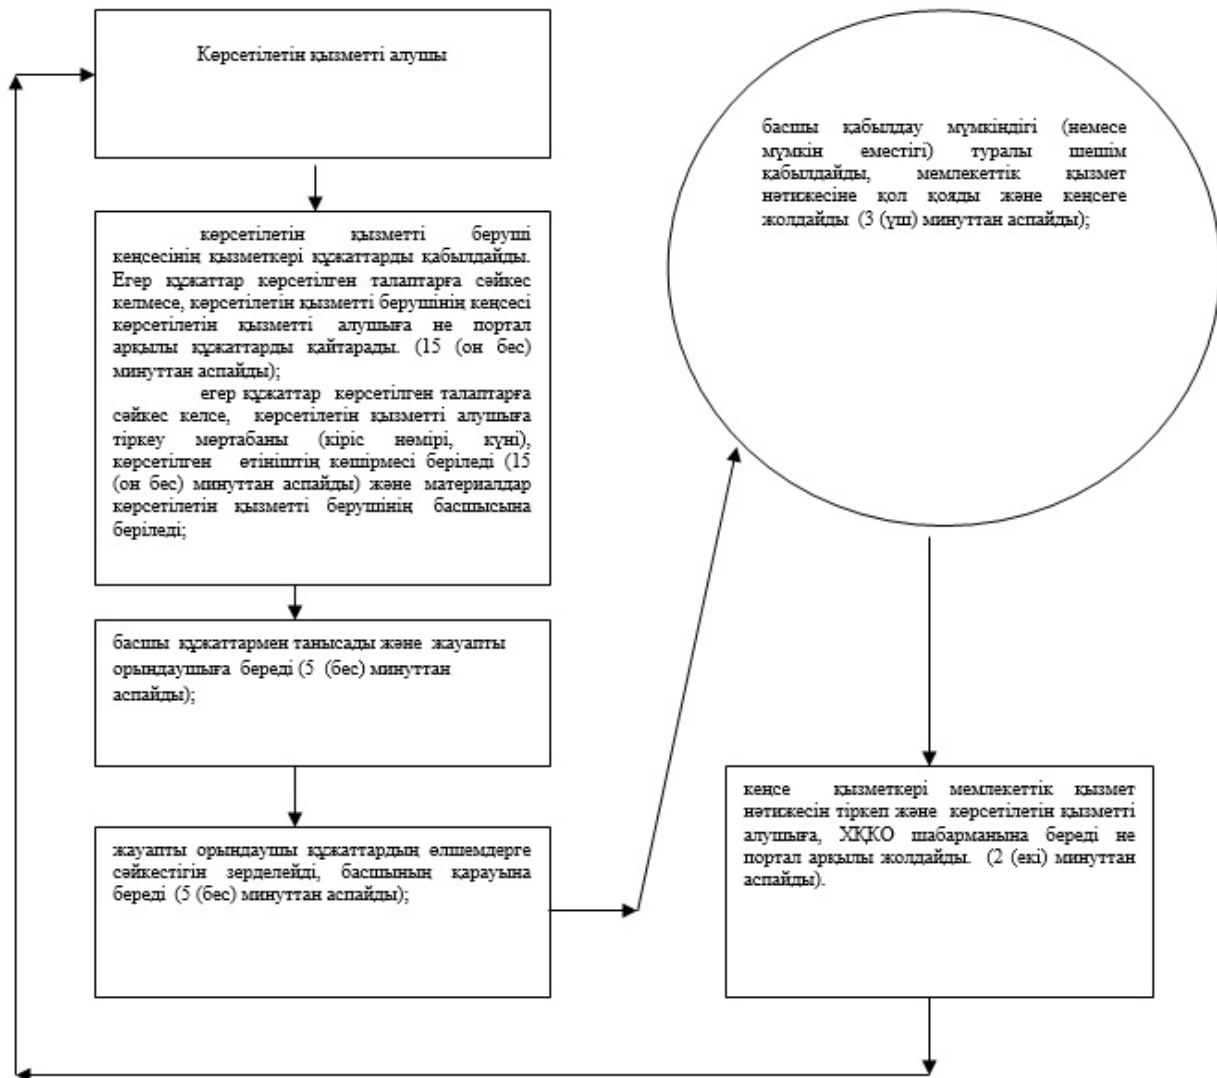 Көрсетілетін қызметті алушы
көрсетілетін қызметті беруші
кеңсесінің қызметкері құжаттарды қабылдайды.
Егер құжаттар көрсетілген талаптарға сәйкес
келмесе, көрсетілетін қызметті берушінің кеңсесі
көрсетілетін қызметті алушыға не портал
арқылы құжаттарды қайтарады. (15 (он бес)
минуттан аспайды);
егер құжаттар көрсетілген талаптарға
сәйкес келсе, көрсетілетін қызметті алушыға
тіркеу мөртабаны (кіріс нөмірі, күні),
көрсетілген өтініштің көшірмесі беріледі (15
(он бес) минуттан аспайды) және материалдар
көрсетілетін қызметті берушінің басшысына
беріледі;
басшы құжаттармен танысады және жауапты
орындаушыға береді (5 (бес) минуттан
аспайды);
жауапты орындаушы құжаттардың өлшемдерге
сәйкестігін зерделейді, басшының қарауына
береді (5 (бес) минуттан аспайды);
басшы қабылдау мүмкіндігі (немесе
мүмкін еместігі) туралы шешім
қабылдайды, мемлекеттік қызмет
нәтижесіне қол қояды және кеңсеге
жолдайды (3 (үш) минуттан аспайды);
кеңсе қызметкері мемлекеттік қызмет
нәтижесін тіркеп және көрсетілетін қызметті
алушыға, ХҚКО шабарманына береді не
портал арқылы жолдайды. (2 (екі) минуттан
аспайды).